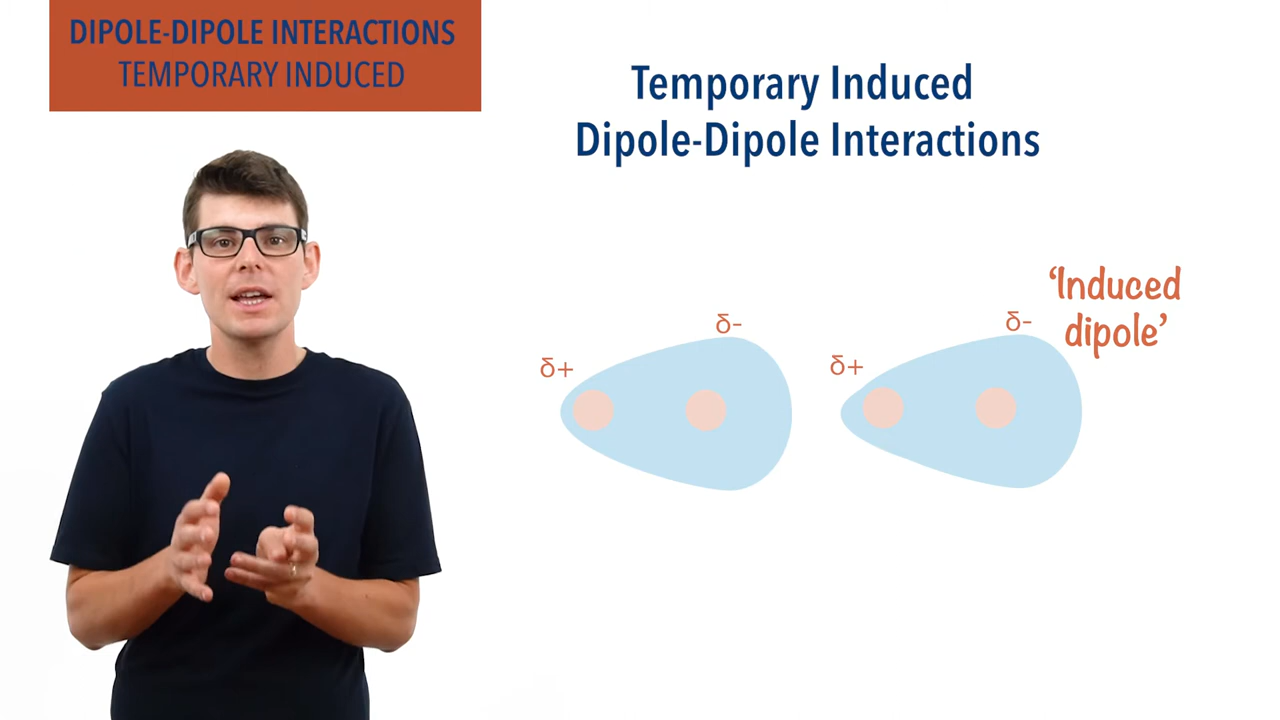 DIPOLE-DIPOLE INTERACTIONS
TEMPORARY INDUCED
Temporary Induced
Dipole-Dipole Interactions
‘Induced
dipole’
δ-
δ-
δ+
δ+